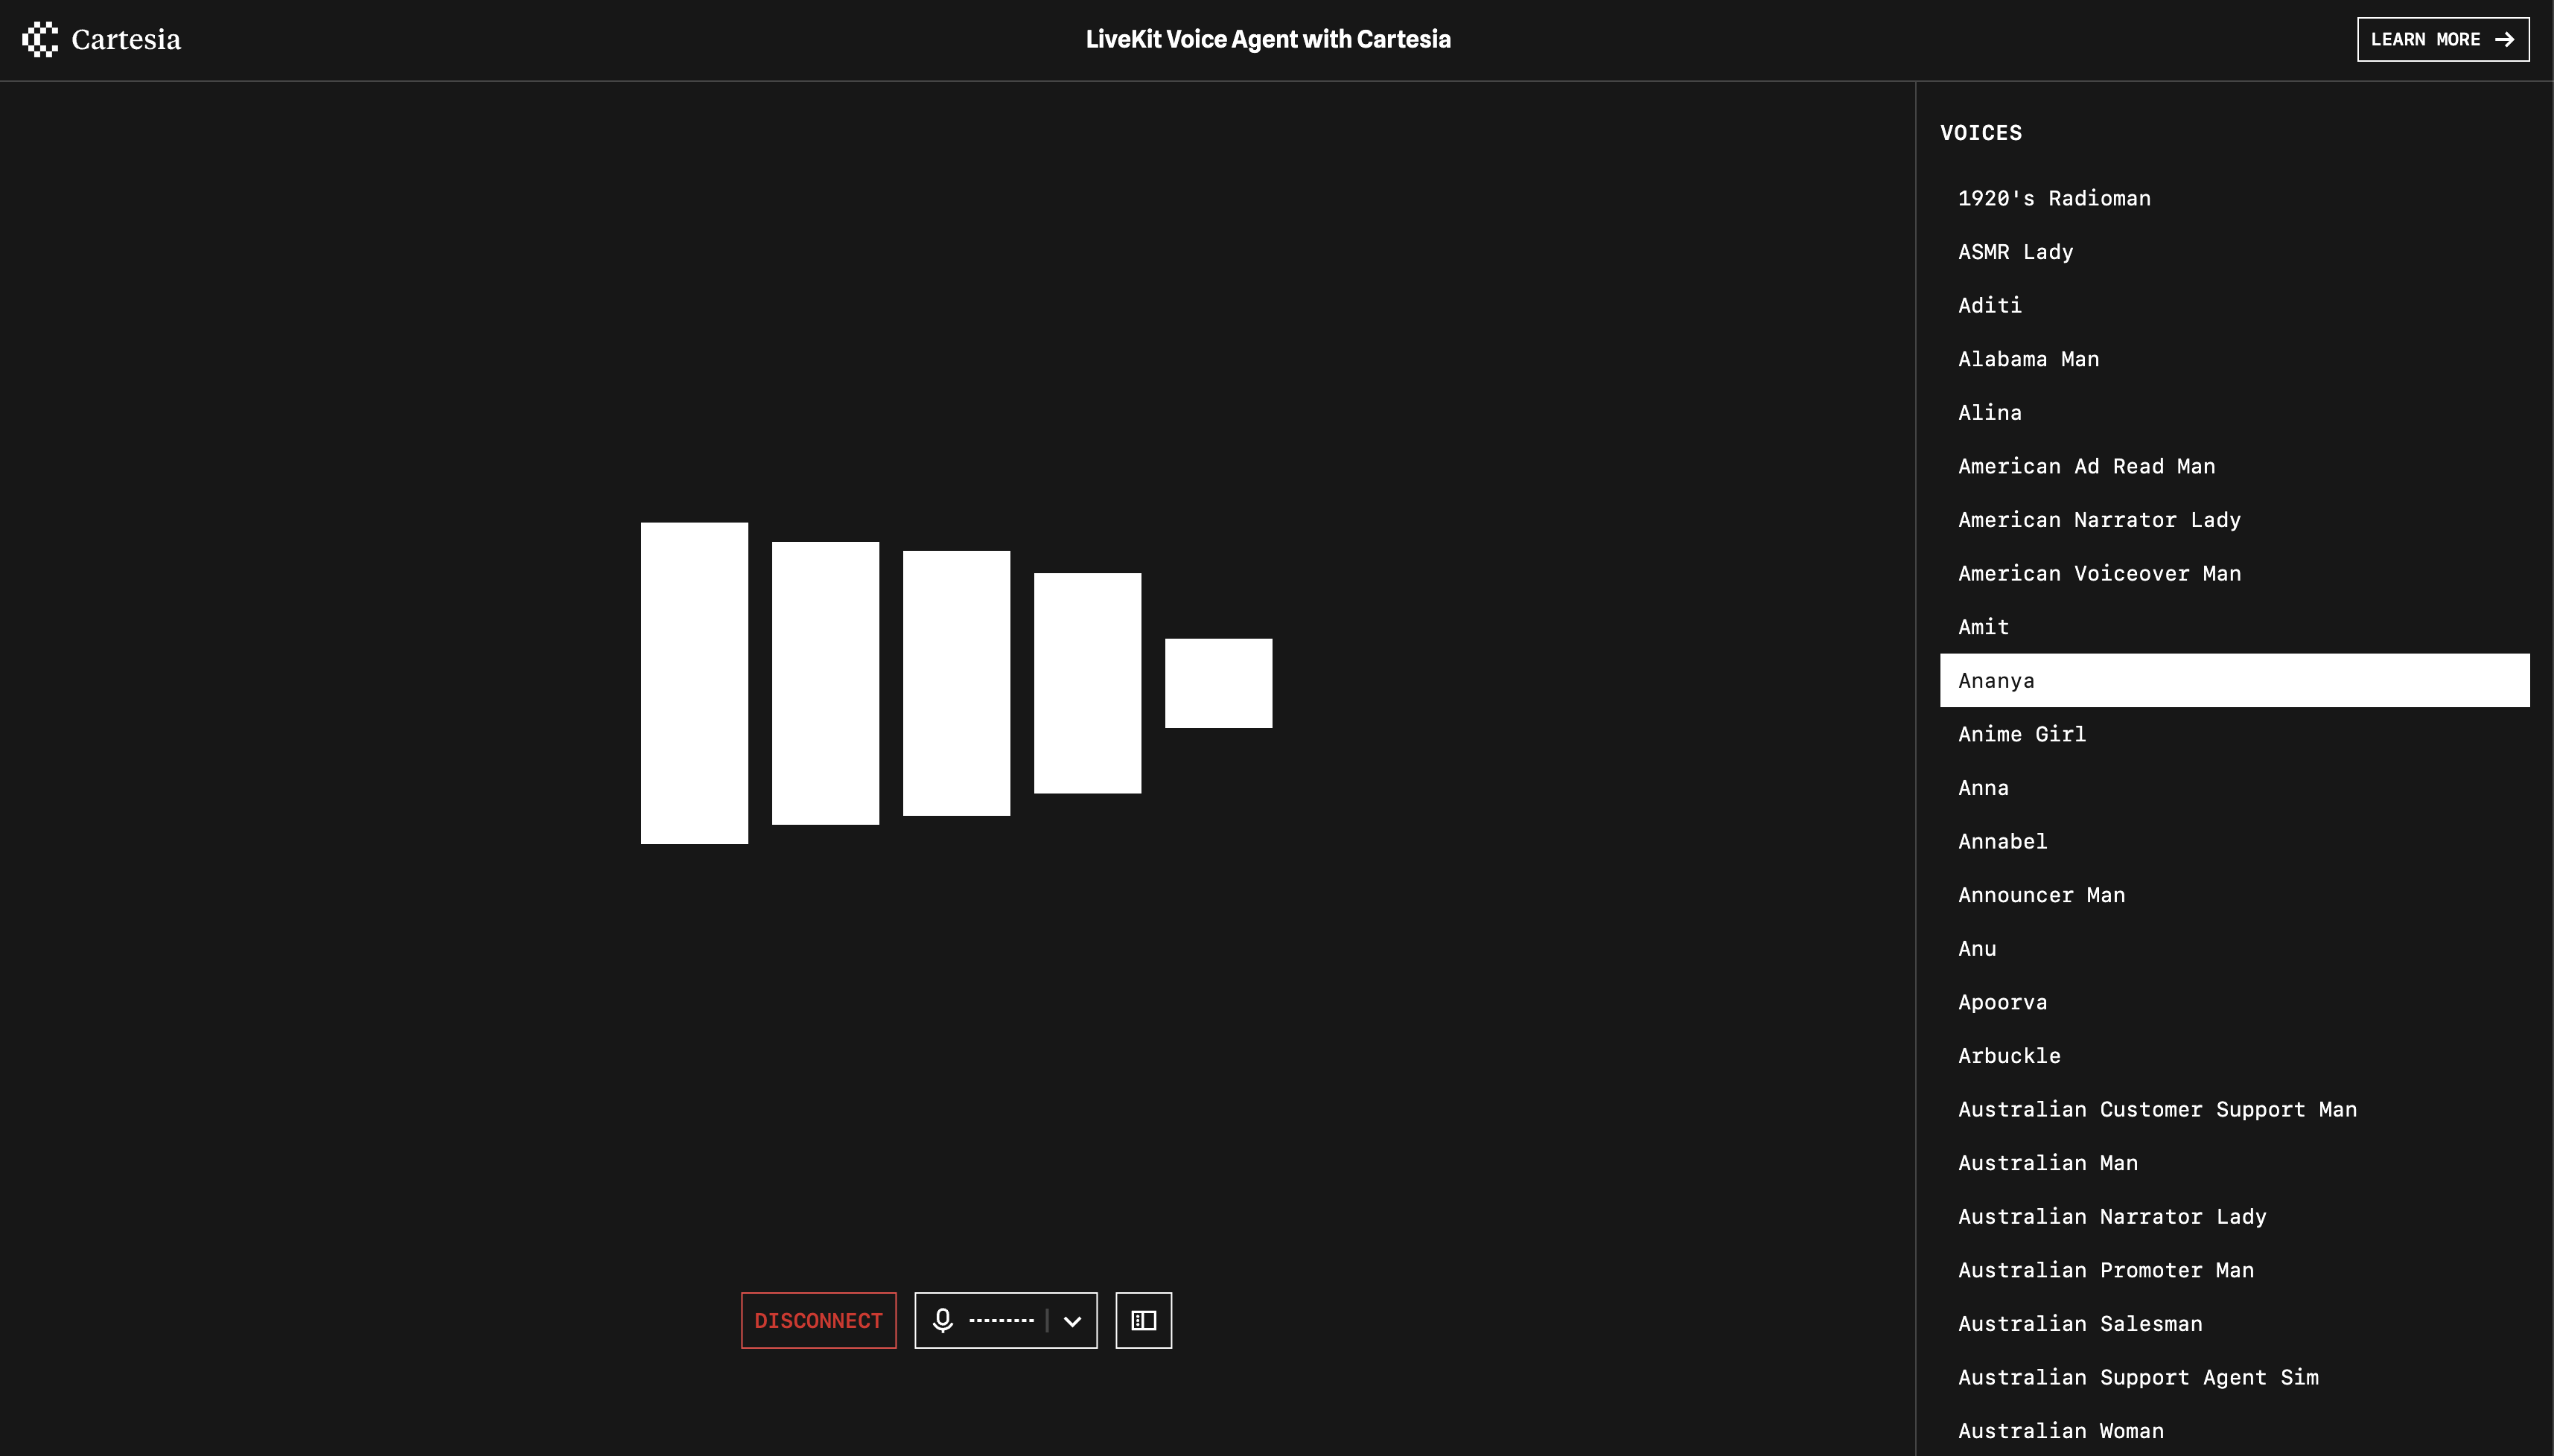 Cartesia
LiveKit Voice Agent with Cartesia
LEARN MORE
VOICES
1920's Radioman
ASMR Lady
Aditi
Alabama Man
Alina
American Ad Read Man
American Narrator Lady
American Voiceover Man
Amit
Ananya
Anime Girl
Anna
Annabel
Announcer Man
Anu
Apoorva
Arbuckle
Australian Customer Support Man
Australian Man
Australian Narrator Lady
Australian Promoter Man
Australian Salesman
Australian Support Agent Sim
Australian Woman
DISCONNECT